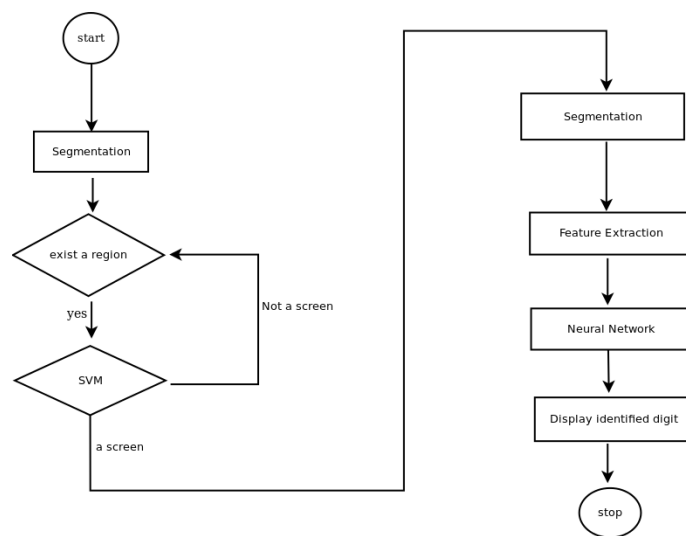 start
Segmentation
exist a region
yes
Not a screen
SVM
a screen
Segmentation
Feature Extraction
Neural Network
Display identified digit
stop